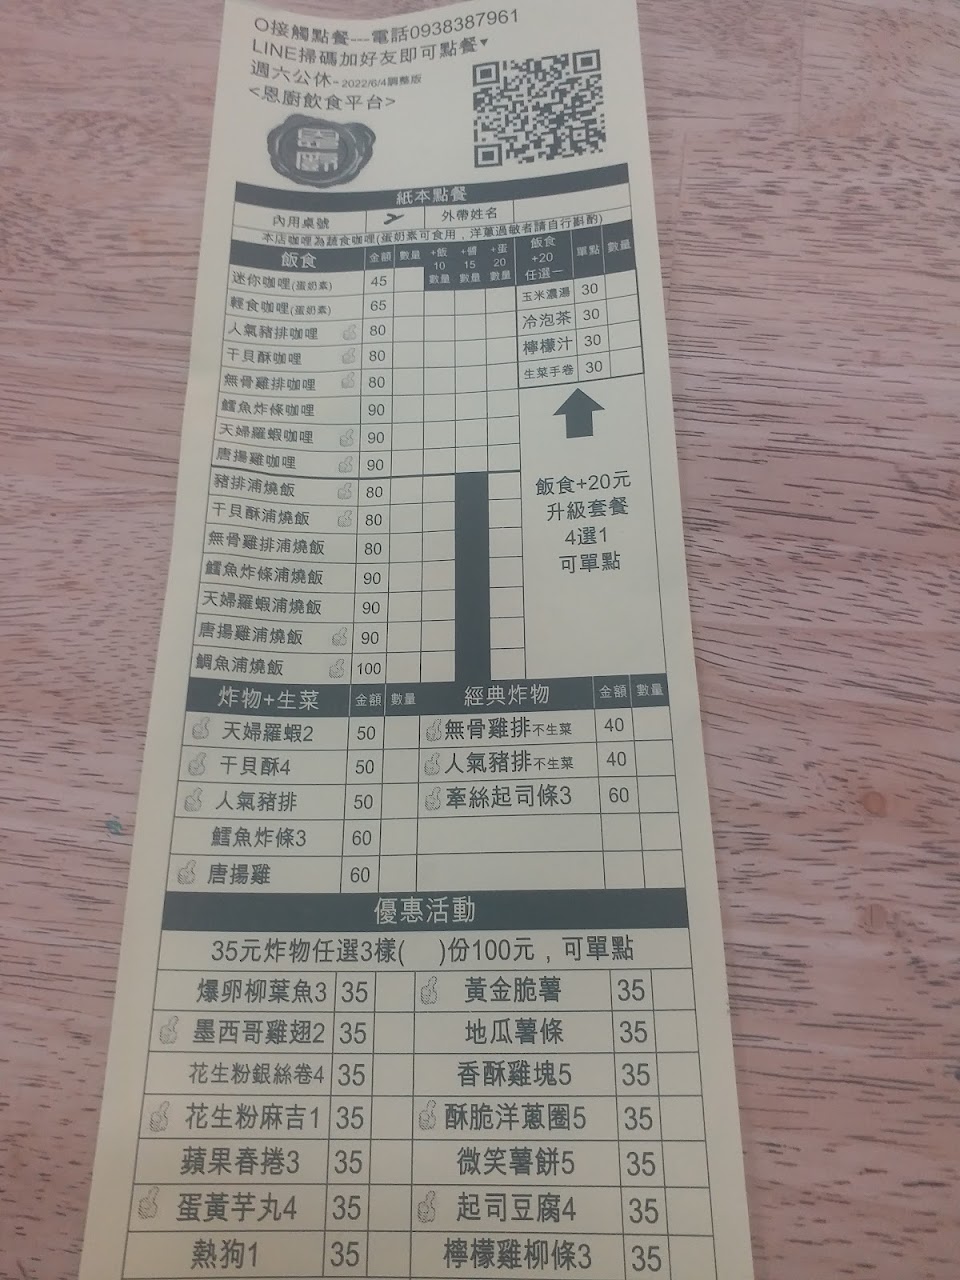 O接觸點餐---電話0938387961
LINE掃碼加好友即可點餐▼
週六公休-2022/6/4調整版
<恩廚飲食平台>
恩廚
紙本點餐
內用桌號 外帶姓名
本店咖哩為蔬食咖哩(蛋奶素可食用，洋蔥過敏者請自行斟酌)
飯食 金額 數量 +飯10數量 +醬15數量 +蛋20數量 飯食+20任選一 單點 數量
迷你咖哩(蛋奶素) 45
玉米濃湯 30
輕食咖哩(蛋奶素) 65
冷泡茶 30
人氣豬排咖哩 80
檸檬汁 30
干貝酥咖哩 80
生菜手卷 30
無骨雞排咖哩 80
鱈魚炸條咖哩 90
天婦羅蝦咖哩 90
唐揚雞咖哩 90
豬排浦燒飯 80
干貝酥浦燒飯 80
無骨雞排浦燒飯 80
鱈魚炸條浦燒飯 90
天婦羅蝦浦燒飯 90
唐揚雞浦燒飯 90
鯛魚浦燒飯 100
飯食+20元
升級套餐
4選1
可單點
炸物+生菜 金額 數量 經典炸物 金額 數量
天婦羅蝦2 50 無骨雞排不生菜 40
干貝酥4 50 人氣豬排不生菜 40
人氣豬排 50 牽絲起司條3 60
鱈魚炸條3 60
唐揚雞 60
優惠活動
35元炸物任選3樣( )份100元，可單點
爆卵柳葉魚3 35 黃金脆薯 35
墨西哥雞翅2 35 地瓜薯條 35
花生粉銀絲卷4 35 香酥雞塊5 35
花生粉麻吉1 35 酥脆洋蔥圈5 35
蘋果春捲3 35 微笑薯餅5 35
蛋黃芋丸4 35 起司豆腐4 35
熱狗1 35 檸檬雞柳條3 35